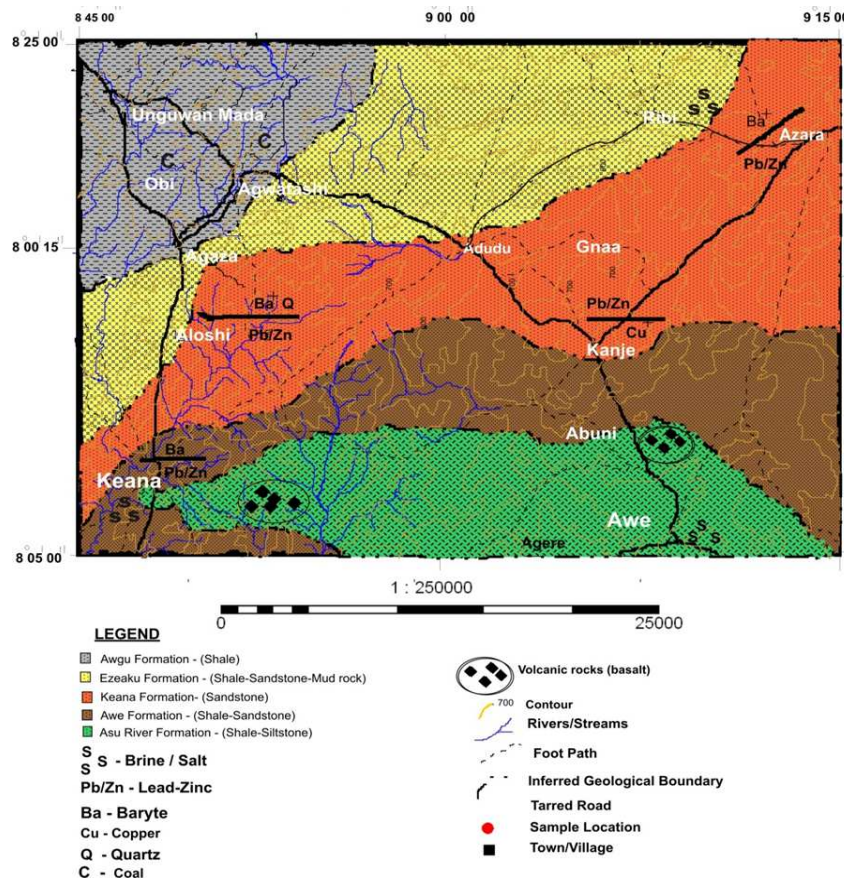 8 45 00
9 00 00
9 15 00
8 25 00
Unguwan Mada
C
C
Obi
Agwatashi
Ribi
S
S S
Ba
Azara
Pb/Zn
8 00 15
Agaza
Adudu
Gnaa
700
700
700
Ba Q
Pb/Zn
Aloshi
Pb/Zn
Cu
Kanje
Abuni
Ba
Pb/Zn
Keana
S
S S
Awe
S
S S
Agere
8 05 00
1 : 250000
0
25000
LEGEND
Awgu Formation - (Shale)
Ezeaku Formation - (Shale-Sandstone-Mud rock)
Keana Formation- (Sandstone)
Awe Formation - (Shale-Sandstone)
Asu River Formation - (Shale-Siltstone)
S
S S - Brine / Salt
Pb/Zn - Lead-Zinc
Ba - Baryte
Cu - Copper
Q - Quartz
C - Coal
Volcanic rocks (basalt)
700 Contour
Rivers/Streams
Foot Path
Inferred Geological Boundary
Tarred Road
Sample Location
Town/Village